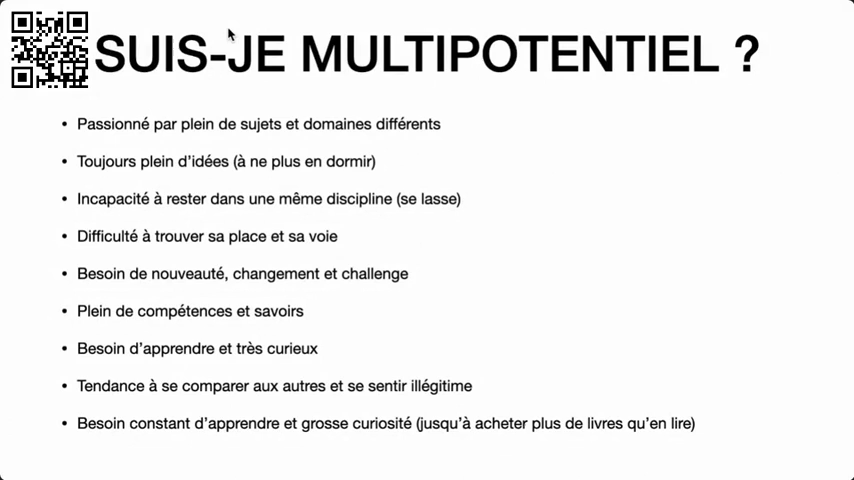 SUIS-JE MULTIPOTENTIEL ?
• Passionné par plein de sujets et domaines différents
• Toujours plein d'idées (à ne plus en dormir)
• Incapacité à rester dans une même discipline (se lasse)
• Difficulté à trouver sa place et sa voie
• Besoin de nouveauté, changement et challenge
• Plein de compétences et savoirs
• Besoin d'apprendre et très curieux
• Tendance à se comparer aux autres et se sentir illégitime
• Besoin constant d'apprendre et grosse curiosité (jusqu'à acheter plus de livres qu'en lire)